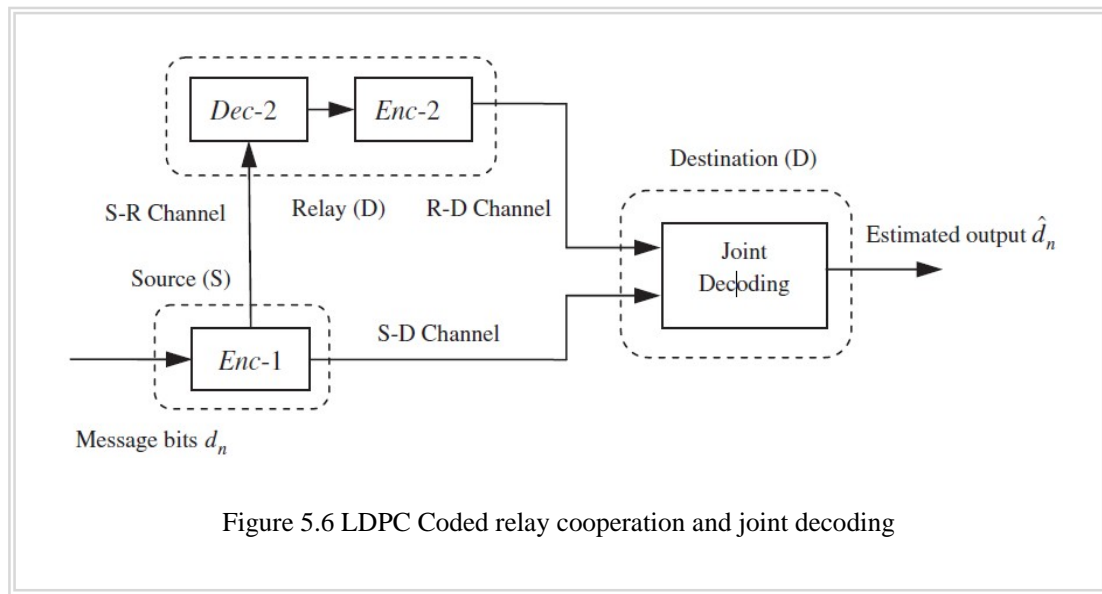 Dec-2
Enc-2
Destination (D)
S-R Channel
Relay (D)
R-D Channel
Joint
Decoding
Estimated output d̂ₙ
Source (S)
Enc-1
S-D Channel
Message bits dₙ
Figure 5.6 LDPC Coded relay cooperation and joint decoding